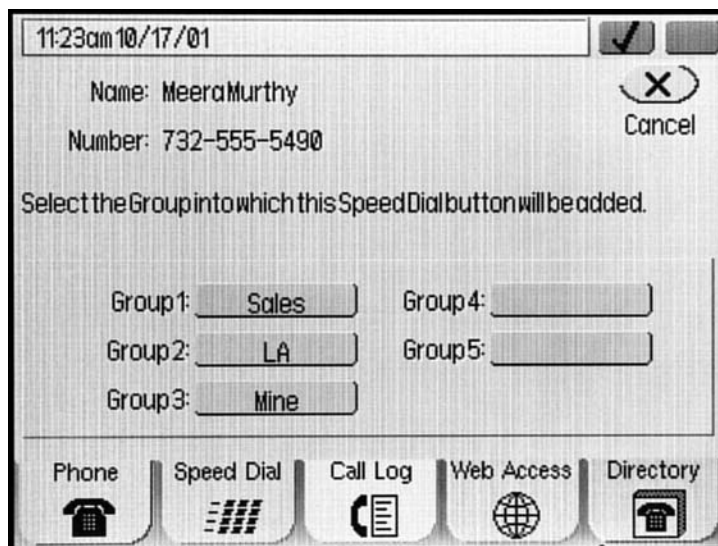 11:23am 10/17/01
Name: Meera Murthy
Number: 732-555-5490
Cancel
Select the Group into which this Speed Dial button will be added.
Group 1: Sales
Group 4:
Group 2: LA
Group 5:
Group 3: Mine
Phone
Speed Dial
Call Log
Web Access
Directory